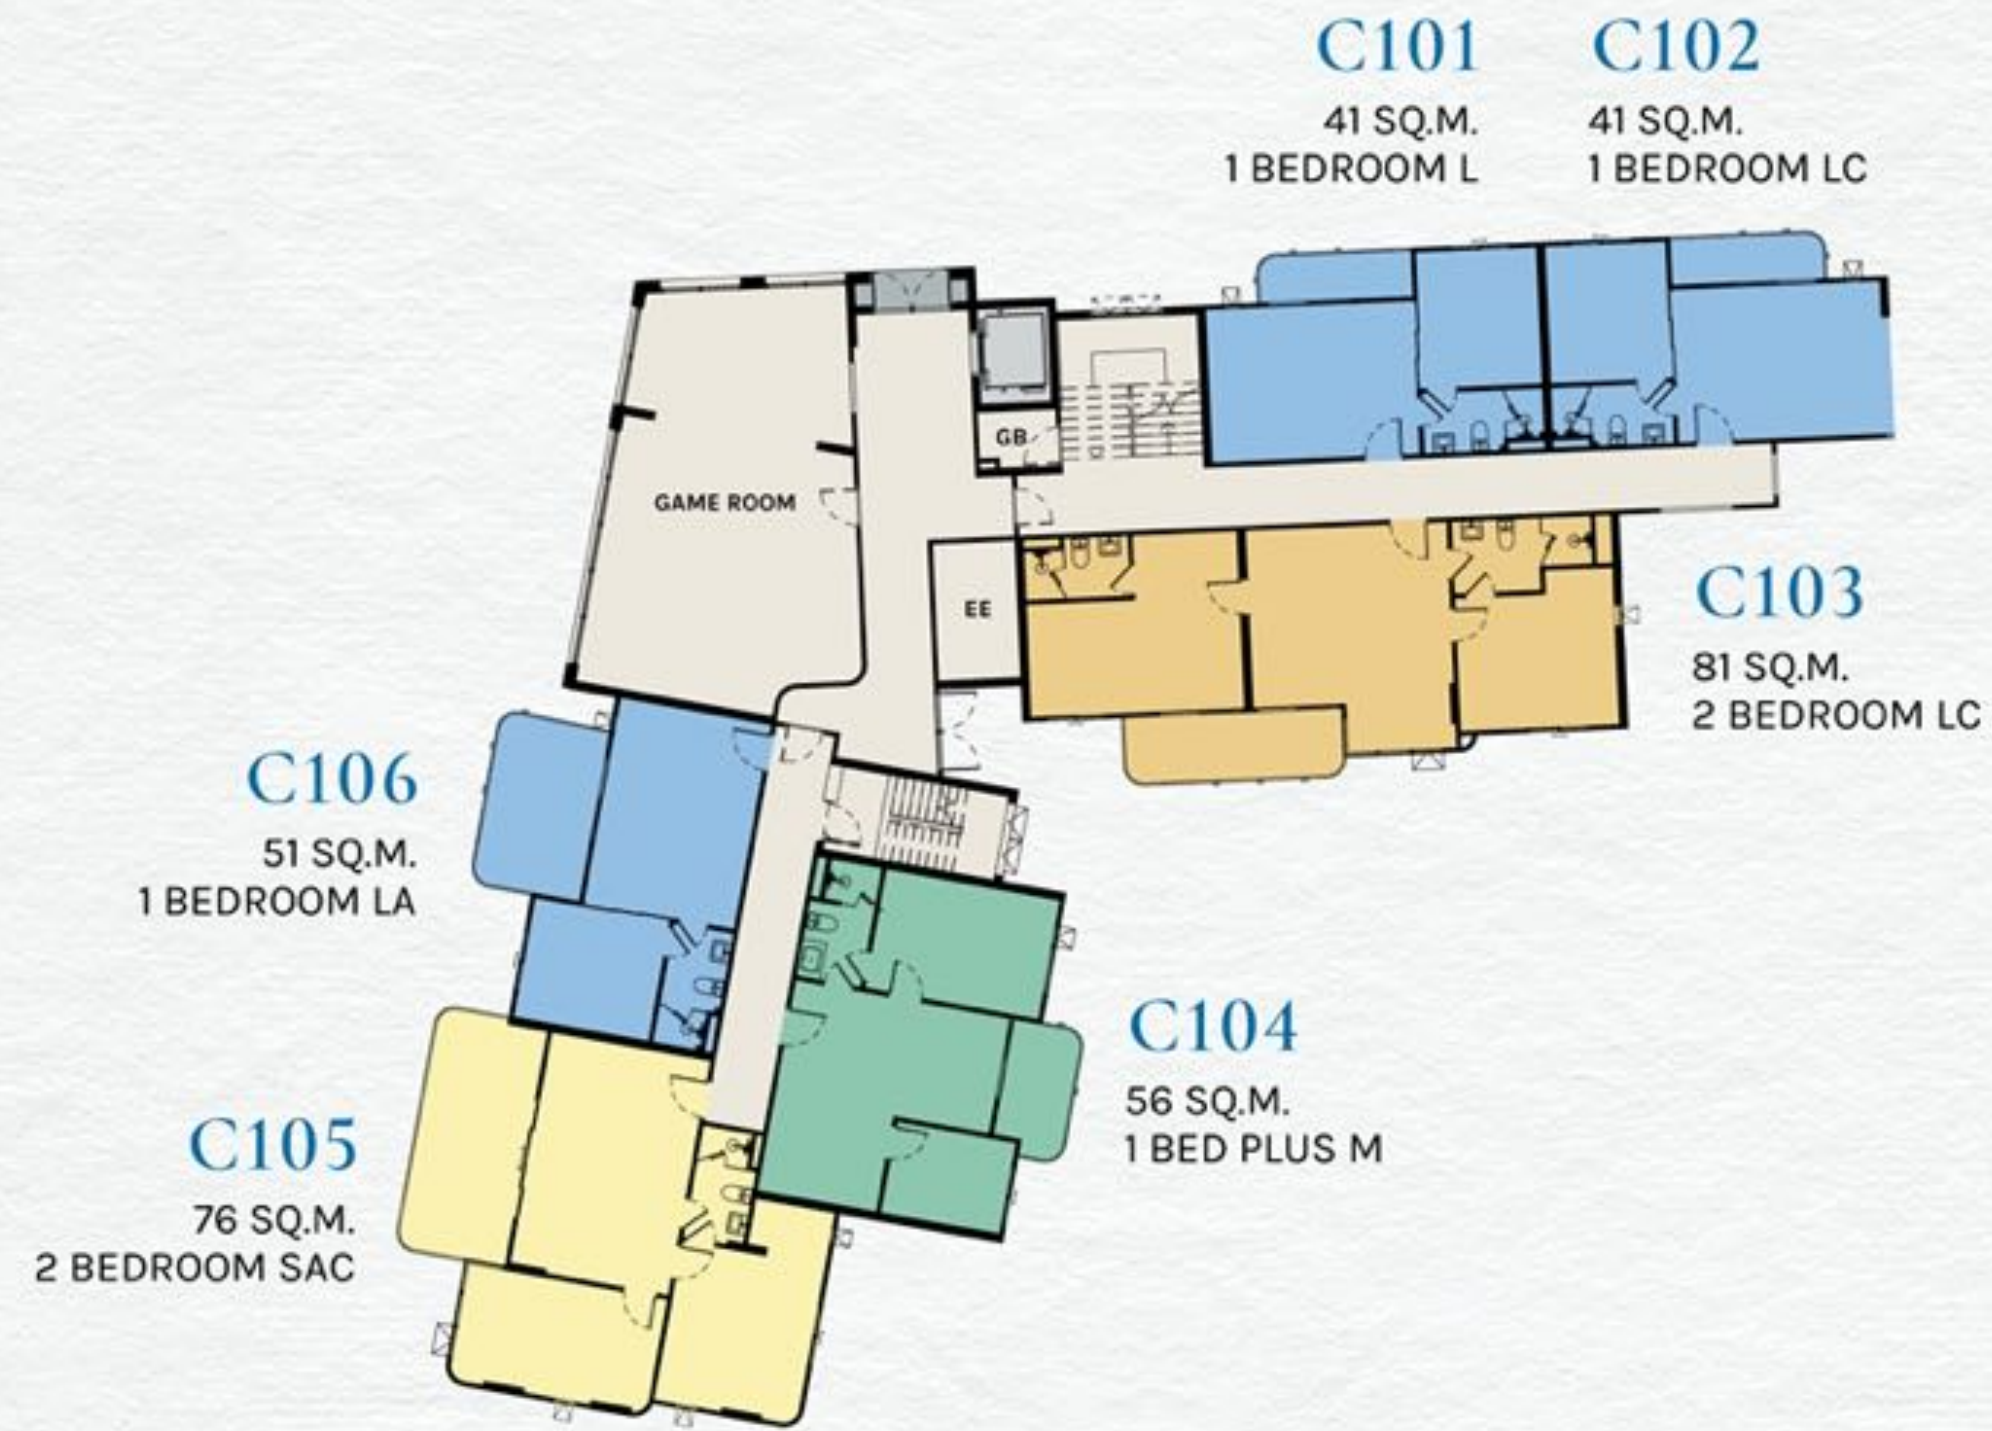 C101
41 SQ.M.
1 BEDROOM L
C102
41 SQ.M.
1 BEDROOM LC
GB
GAME ROOM
EE
C103
81 SQ.M.
2 BEDROOM LC
C106
51 SQ.M.
1 BEDROOM LA
C104
56 SQ.M.
1 BED PLUS M
C105
76 SQ.M.
2 BEDROOM SAC